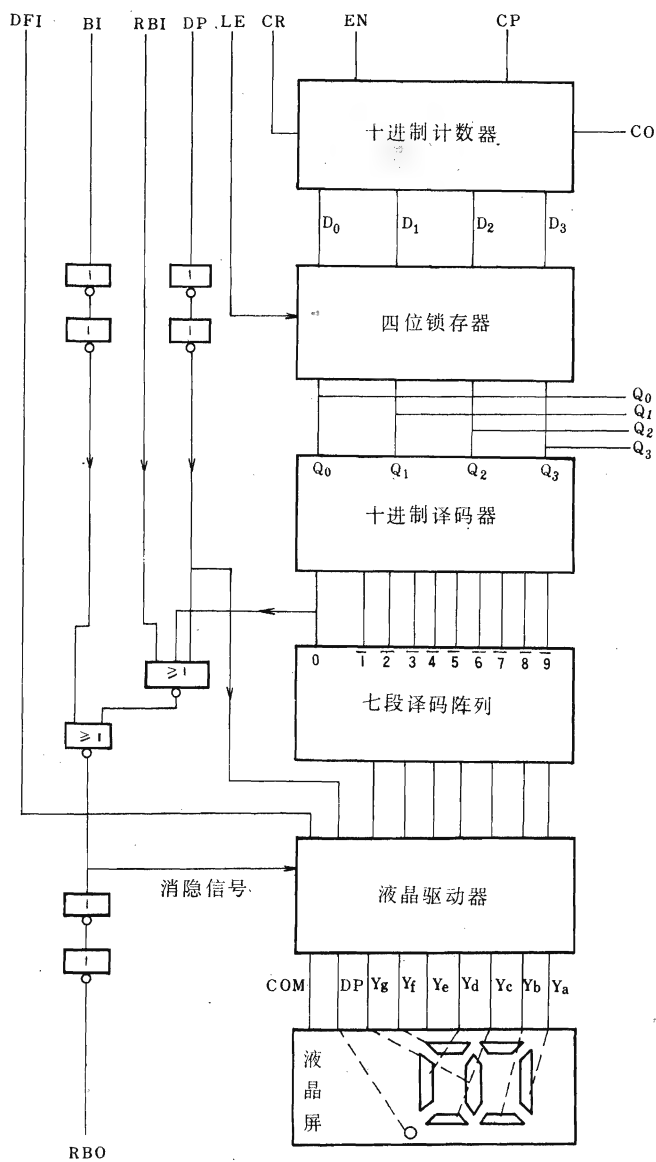 DFI BI RBI DP LE CR EN CP
十进制计数器
CO
D0 D1 D2 D3
1 1
四位锁存器
1 1
Q0
Q1
Q2
Q3
Q0 Q1 Q2 Q3
十进制译码器
0 1 2 3 4 5 6 7 8 9
≥1
七段译码阵列
≥1
消隐信号
液晶驱动器
1
1
COM DP Yg Yf Ye Yd Yc Yb Ya
液晶屏
RBO